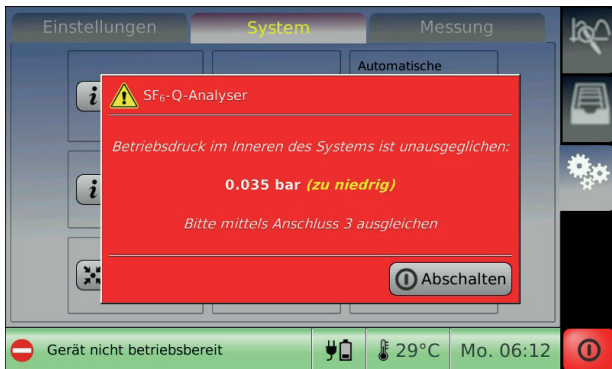 Einstellungen
System
Messung
Automatische
SF₆-Q-Analyser
Betriebsdruck im Inneren des Systems ist unausgeglichen:
0.035 bar (zu niedrig)
Bitte mittels Anschluss 3 ausgleichen
Abschalten
Gerät nicht betriebsbereit
29°C
Mo. 06:12